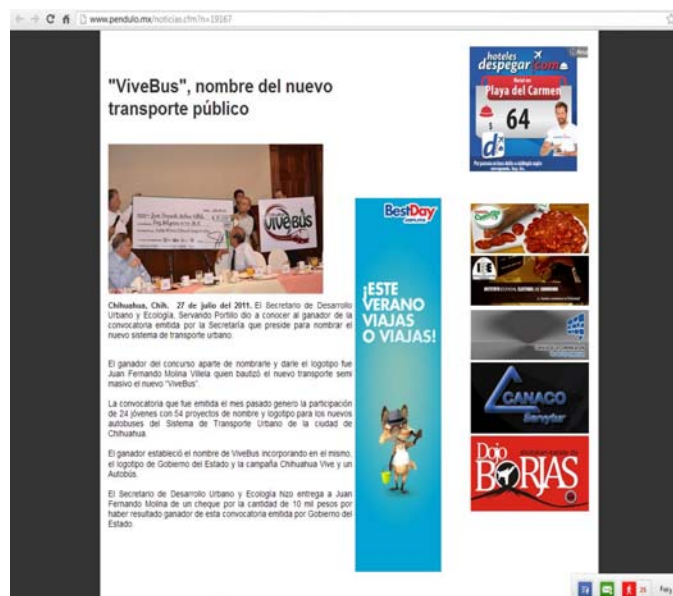 www.pendulo.mx/noticias.cfm?n=19167
"ViveBus", nombre del nuevo
transporte público
hoteles
despegar.com
Playa del Carmen
$ 64
d
ViVEBÚS
Chihuahua, Chih. 27 de julio del 2011. El Secretario de Desarrollo
Urbano y Ecología, Servando Portillo dio a conocer al ganador de la
convocatoria emitida por la Secretaría que preside para nombrar el
nuevo sistema de transporte urbano.
El ganador del concurso aparte de nombrarle y darle el logotipo fue
Juan Fernando Molina Villela quien bautizó el nuevo transporte semi
masivo el nuevo "ViveBus".
La convocatoria que fue emitida el mes pasado genero la participación
de 24 jóvenes con 54 proyectos de nombre y logotipo para los nuevos
autobuses del Sistema de Transporte Urbano de la ciudad de
Chihuahua.
El ganador estableció el nombre de ViveBus incorporando en el mismo,
el logotipo de Gobierno del Estado y la campaña Chihuahua Vive y un
Autobús.
El Secretario de Desarrollo Urbano y Ecología hizo entrega a Juan
Fernando Molina de un cheque por la cantidad de 10 mil pesos por
haber resultado ganador de esta convocatoria emitida por Gobierno del
Estado.
BestDay
¡ESTE
VERANO
VIAJAS
O VIAJAS!
CANACO
Servytur
Dojo
BORJAS